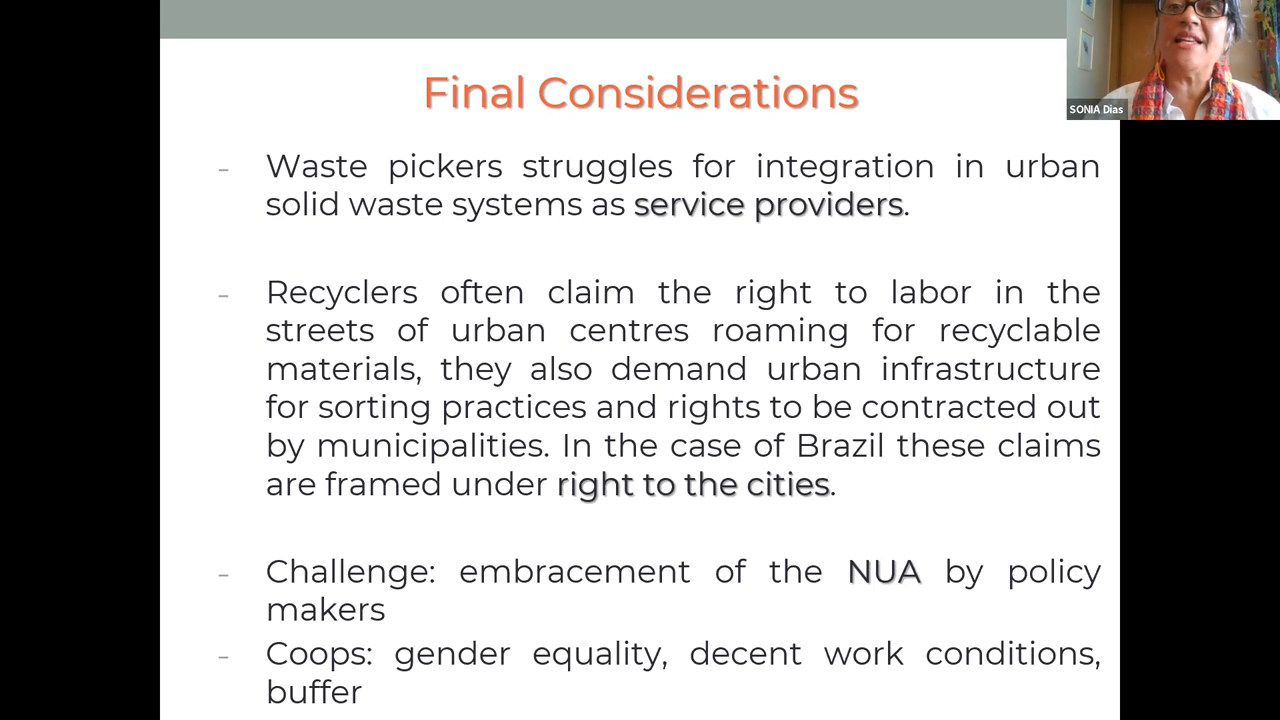 Final Considerations
SONIA Dias
- Waste pickers struggles for integration in urban
solid waste systems as service providers.
- Recyclers often claim the right to labor in the
streets of urban centres roaming for recyclable
materials, they also demand urban infrastructure
for sorting practices and rights to be contracted out
by municipalities. In the case of Brazil these claims
are framed under right to the cities.
- Challenge: embracement of the NUA by policy
makers
- Coops: gender equality, decent work conditions,
buffer